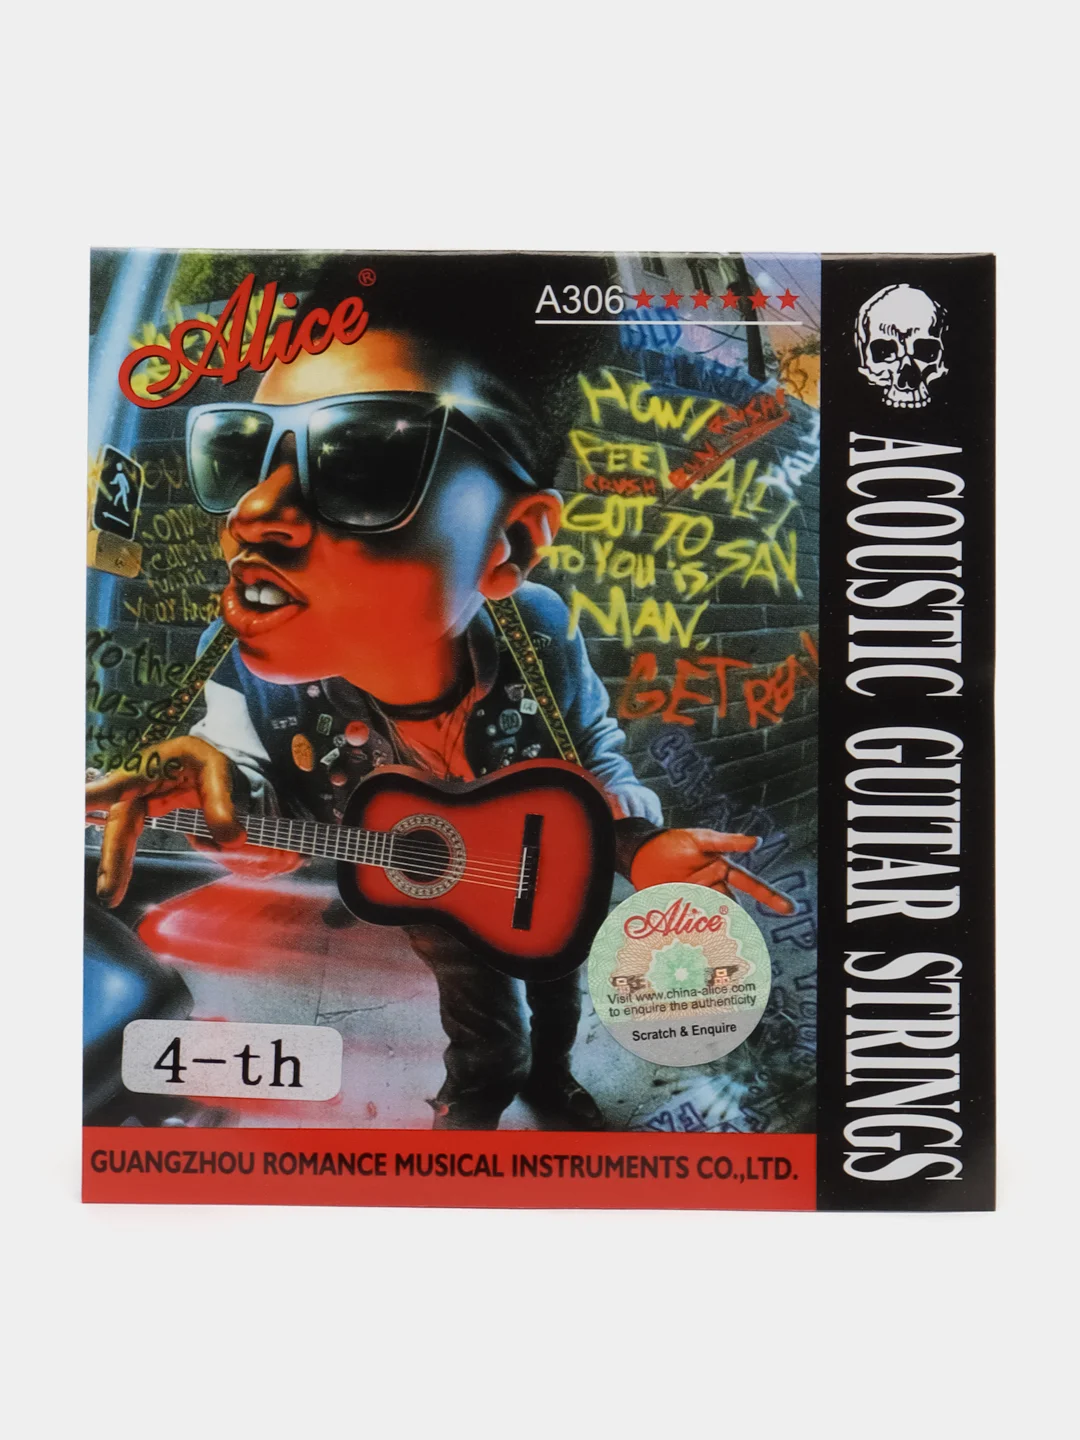 Alice®
A306
ACOUSTIC GUITAR STRINGS
HOW
FEEL ALL
CRUSH
GOT TO
TO YOU is SAY
MAN.
GET REAL
To the
space
Alice®
Visit www.china-alice.com
to enquire the authenticity
Scratch & Enquire
4-th
GUANGZHOU ROMANCE MUSICAL INSTRUMENTS CO.,LTD.